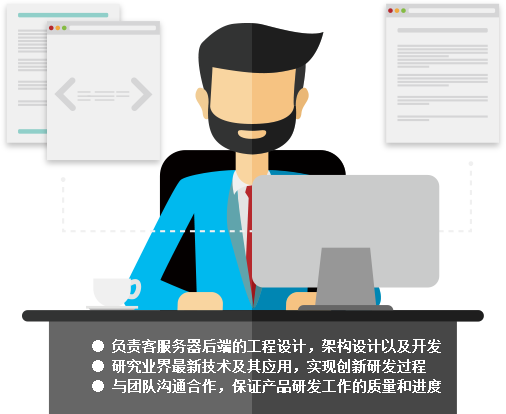 ● 负责客服务器后端的工程设计，架构设计以及开发
● 研究业界最新技术及其应用，实现创新研发过程
● 与团队沟通合作，保证产品研发工作的质量和进度